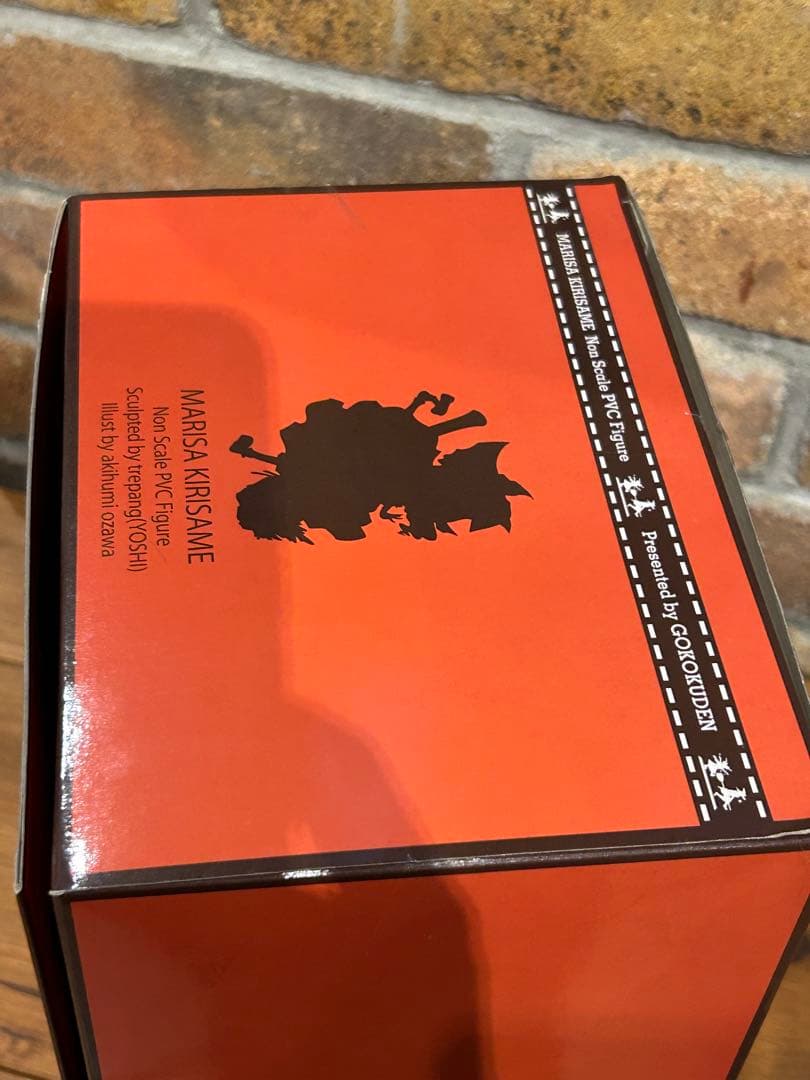 MARISA KIRISAME Non Scale PVC Figure Presented by GOKOKUDEN
MARISA KIRISAME
Non Scale PVC Figure
Sculpted by trepang(YOSHI)
Illust by akihumi ozawa